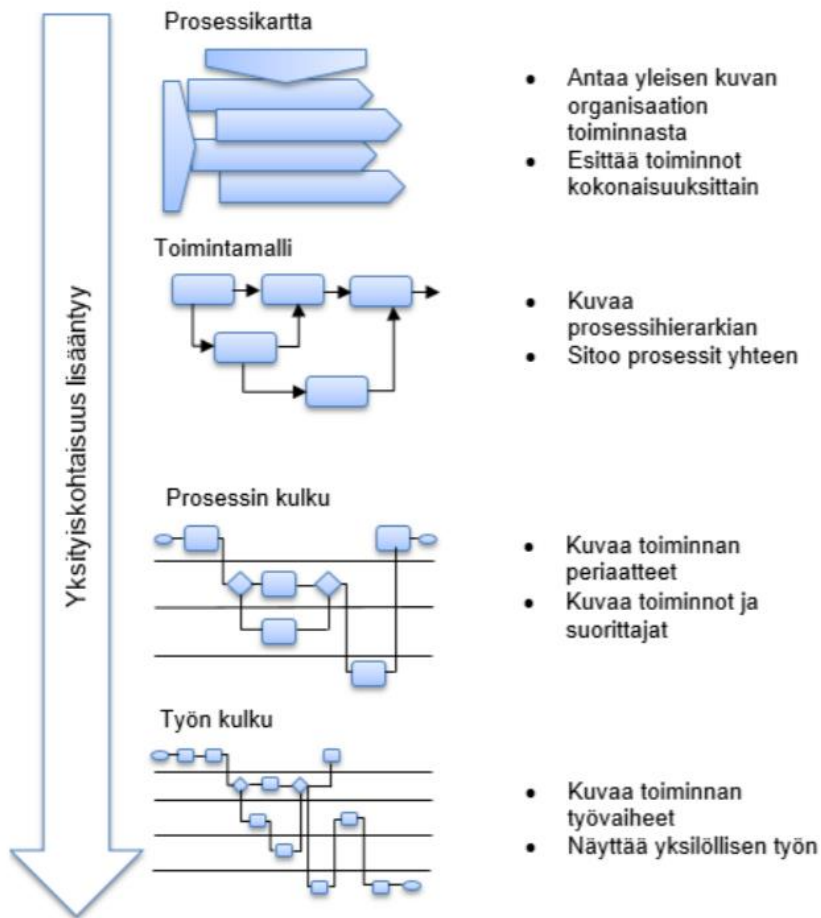 Prosessikartta
Antaa yleisen kuvan
organisaation
toiminnasta
Esittää toiminnot
kokonaisuuksittain
Toimintamalli
Kuvaa
prosessihierarkian
Sitoo prosessit yhteen
Yksityiskohtaisuus lisääntyy
Prosessin kulku
Kuvaa toiminnan
periaatteet
Kuvaa toiminnot ja
suorittajat
Työn kulku
Kuvaa toiminnan
työvaiheet
Näyttää yksilöllisen työn